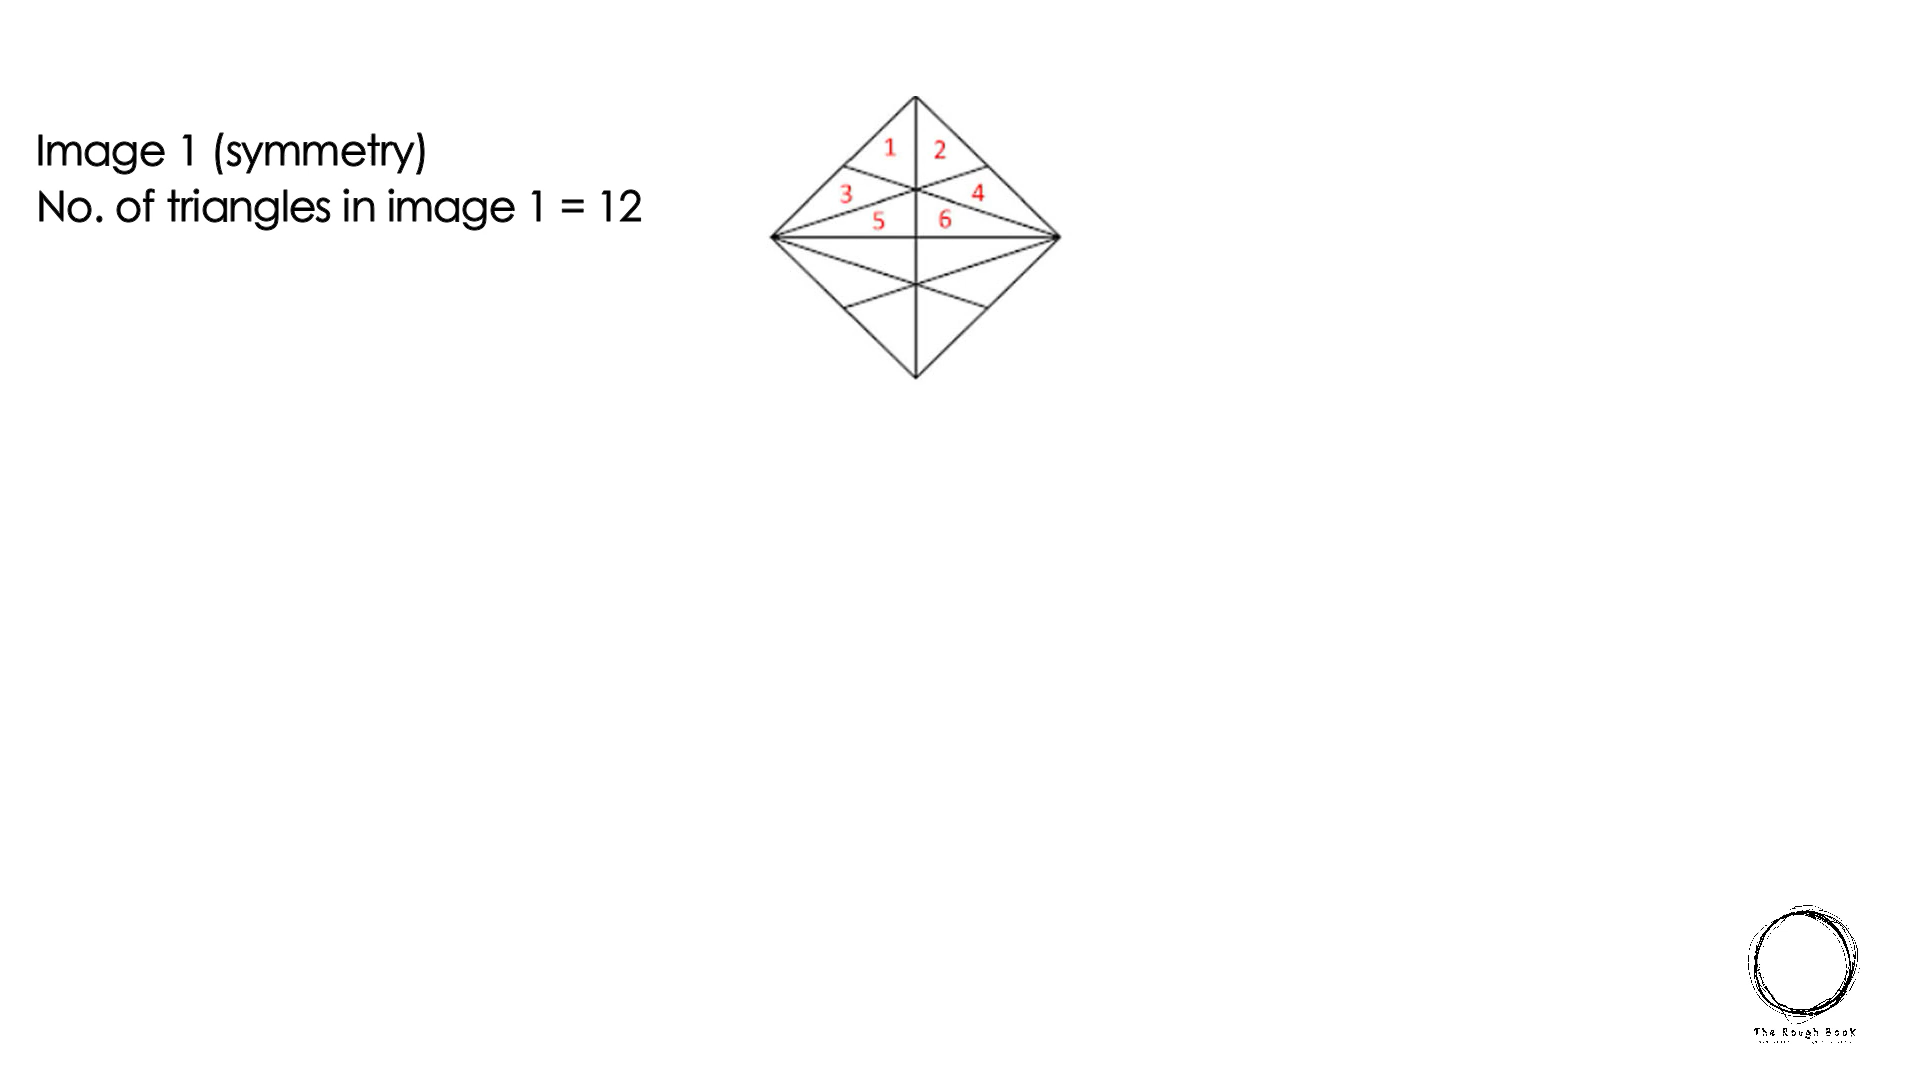 Image 1 (symmetry)
No. of triangles in image 1 = 12
1 2
3 4
5 6
The Rough Book